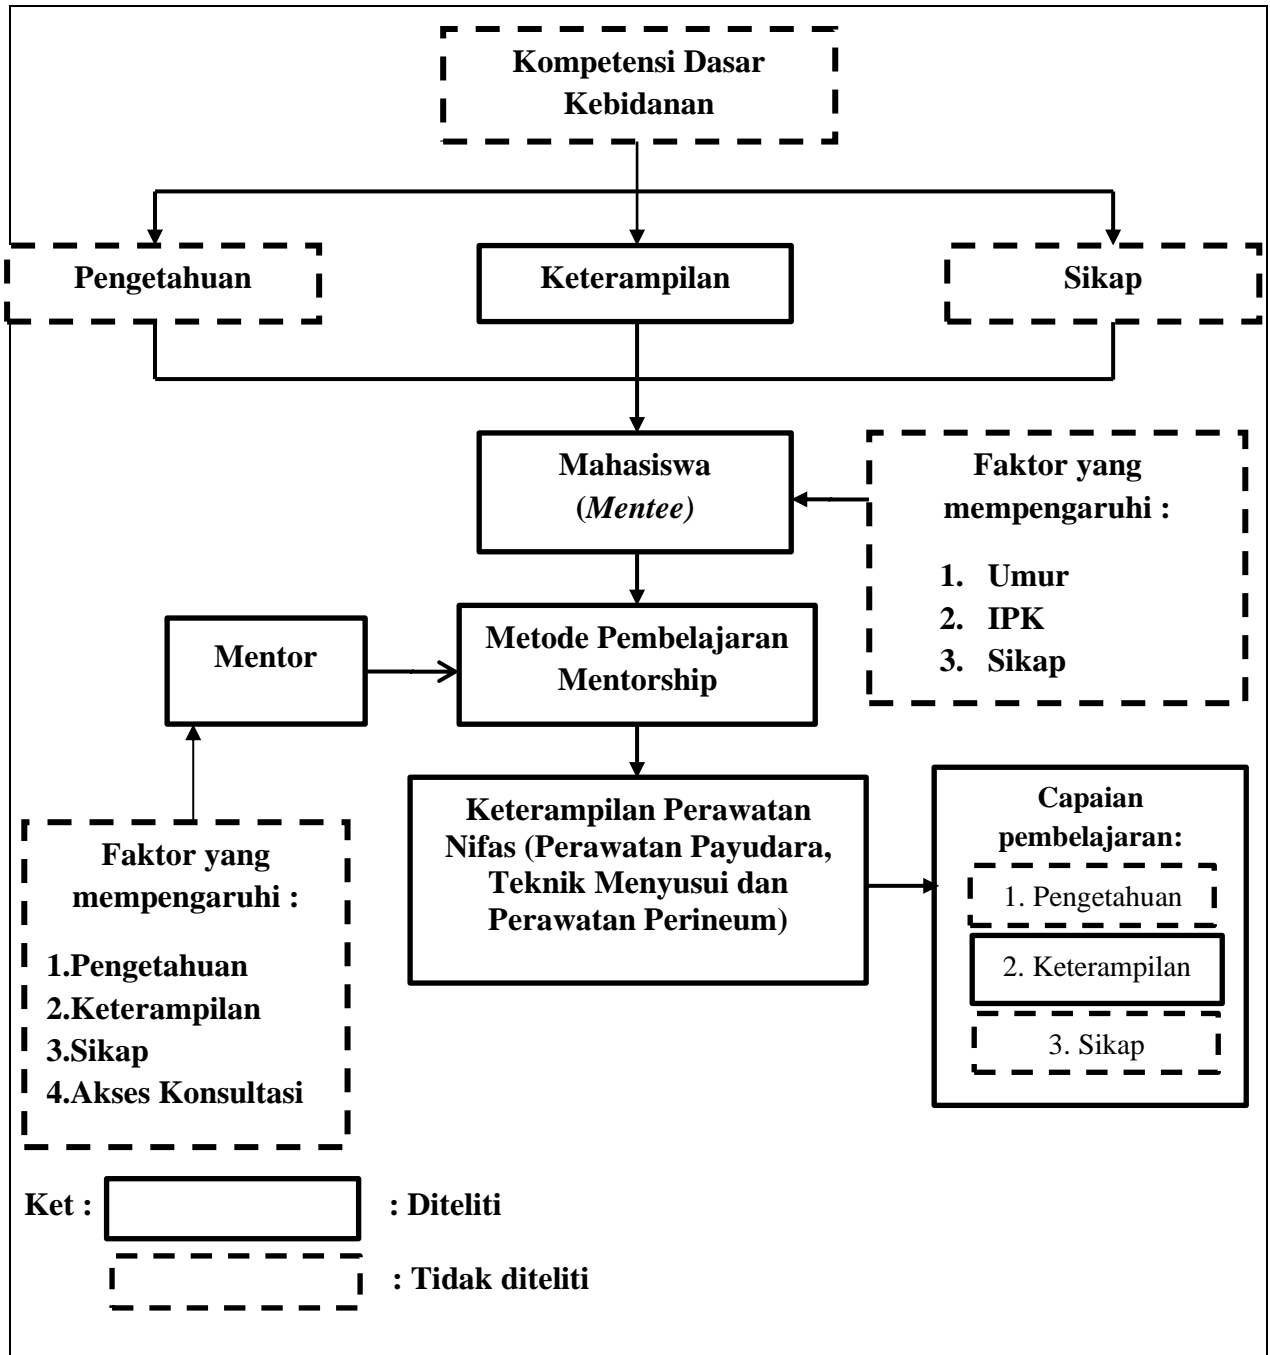 Kompetensi Dasar
Kebidanan
Pengetahuan
Keterampilan
Sikap
Mahasiswa
(Mentee)
Faktor yang
mempengaruhi :
1. Umur
2. IPK
3. Sikap
Mentor
Metode Pembelajaran
Mentorship
Keterampilan Perawatan
Nifas (Perawatan Payudara,
Teknik Menyusui dan
Perawatan Perineum)
Capaian
pembelajaran:
1. Pengetahuan
2. Keterampilan
3. Sikap
Faktor yang
mempengaruhi :
1.Pengetahuan
2.Keterampilan
3.Sikap
4.Akses Konsultasi
Ket : : Diteliti
: Tidak diteliti